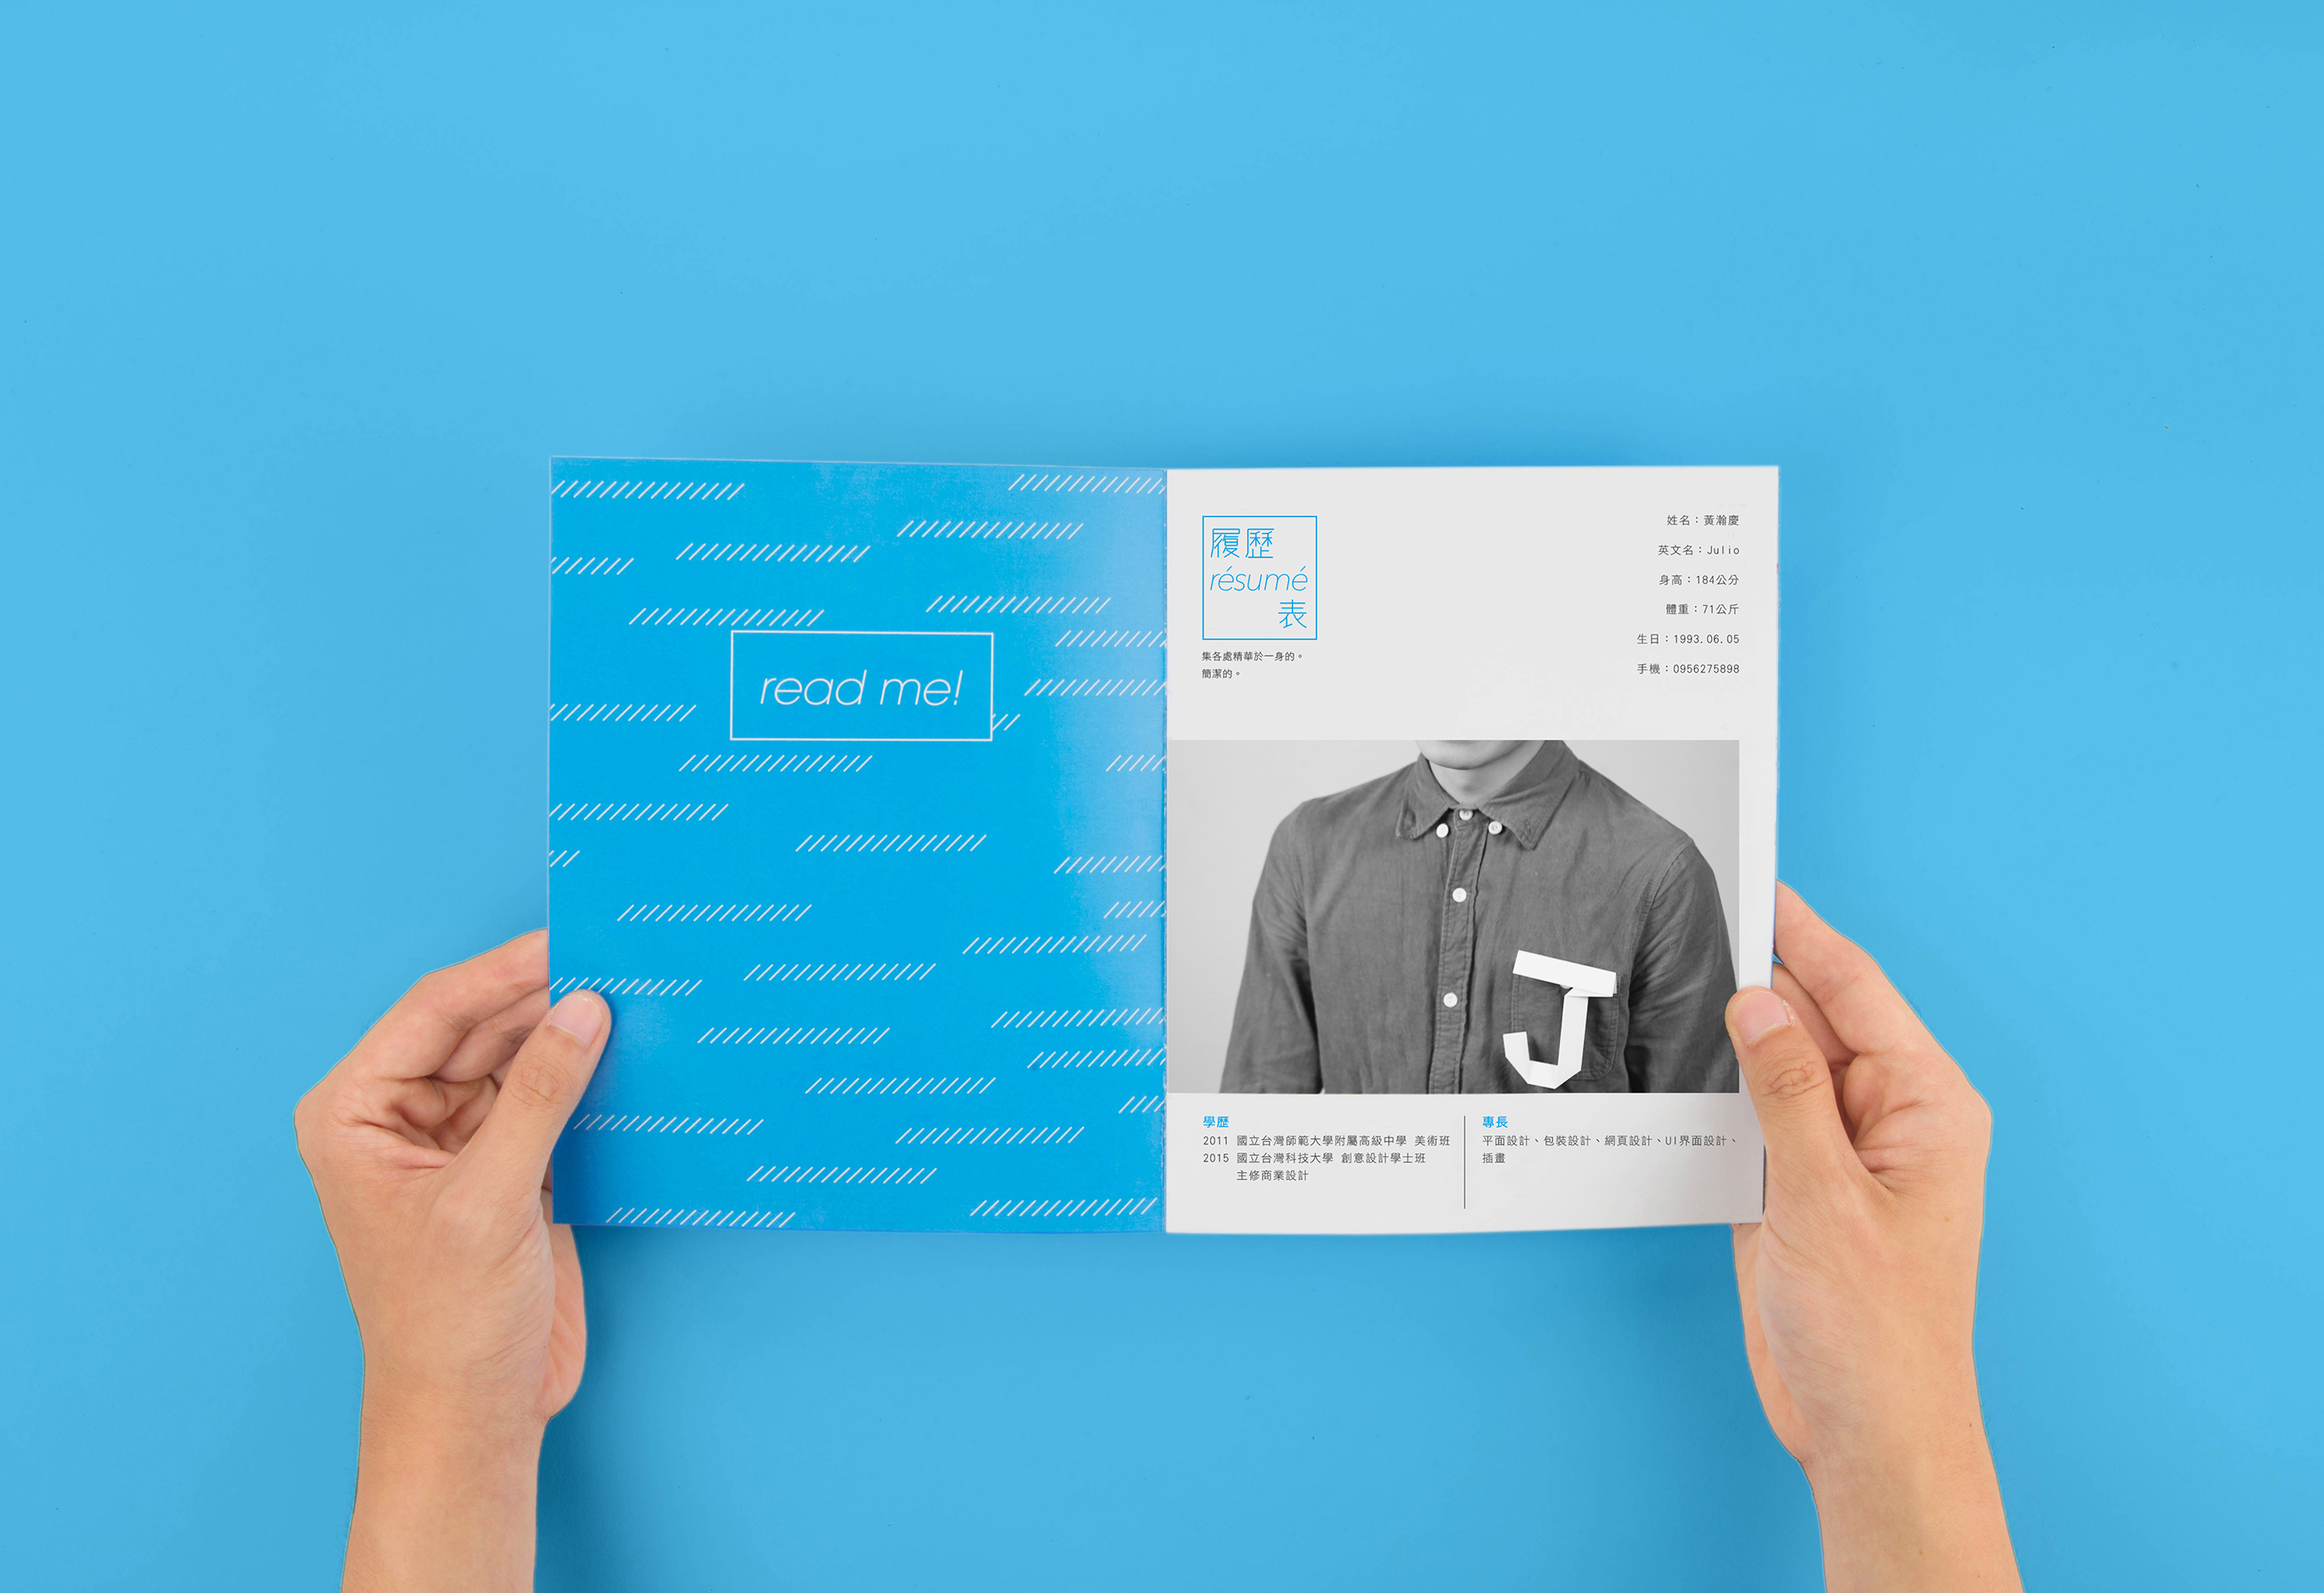 read me!
履歷
résumé
表
集各處精華於一身的。
簡潔的。
姓名：黃瀚慶
英文名：Julio
身高：184公分
體重：71公斤
生日：1993.06.05
手機：0956275898
J
學歷
2011 國立台灣師範大學附屬高級中學 美術班
2015 國立台灣科技大學 創意設計學士班
主修商業設計
專長
平面設計、包裝設計、網頁設計、UI界面設計、
插畫